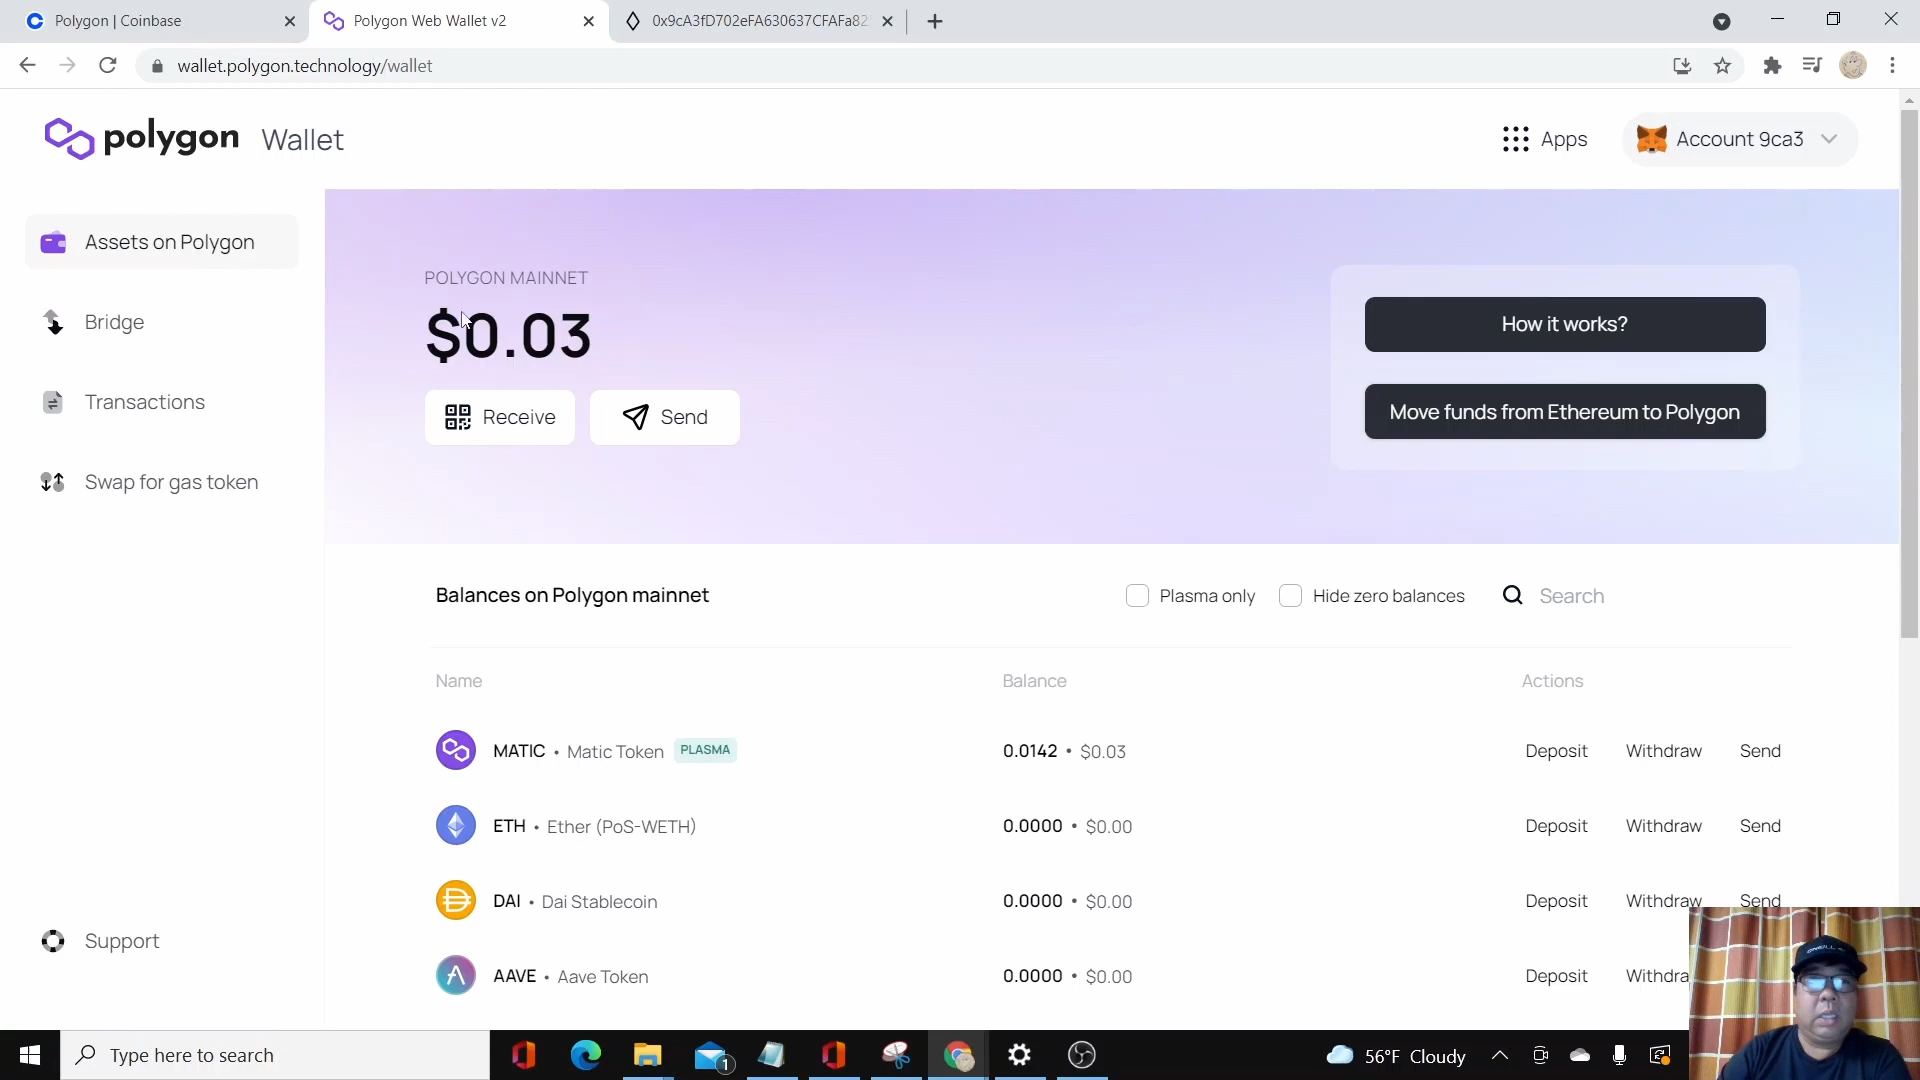 Polygon | Coinbase
Polygon Web Wallet v2
0x9cA3fD702eFA630637CFAFa82
wallet.polygon.technology/wallet
polygon Wallet
Apps
Account 9ca3
Assets on Polygon
Bridge
Transactions
Swap for gas token
Support
POLYGON MAINNET
$0.03
Receive
Send
How it works?
Move funds from Ethereum to Polygon
Balances on Polygon mainnet
Plasma only
Hide zero balances
Search
Name Balance Actions
MATIC • Matic Token PLASMA 0.0142 • $0.03 Deposit Withdraw Send
ETH • Ether (PoS-WETH) 0.0000 • $0.00 Deposit Withdraw Send
DAI • Dai Stablecoin 0.0000 • $0.00 Deposit Withdraw Send
AAVE • Aave Token 0.0000 • $0.00 Deposit Withdra
Type here to search
1
56°F Cloudy